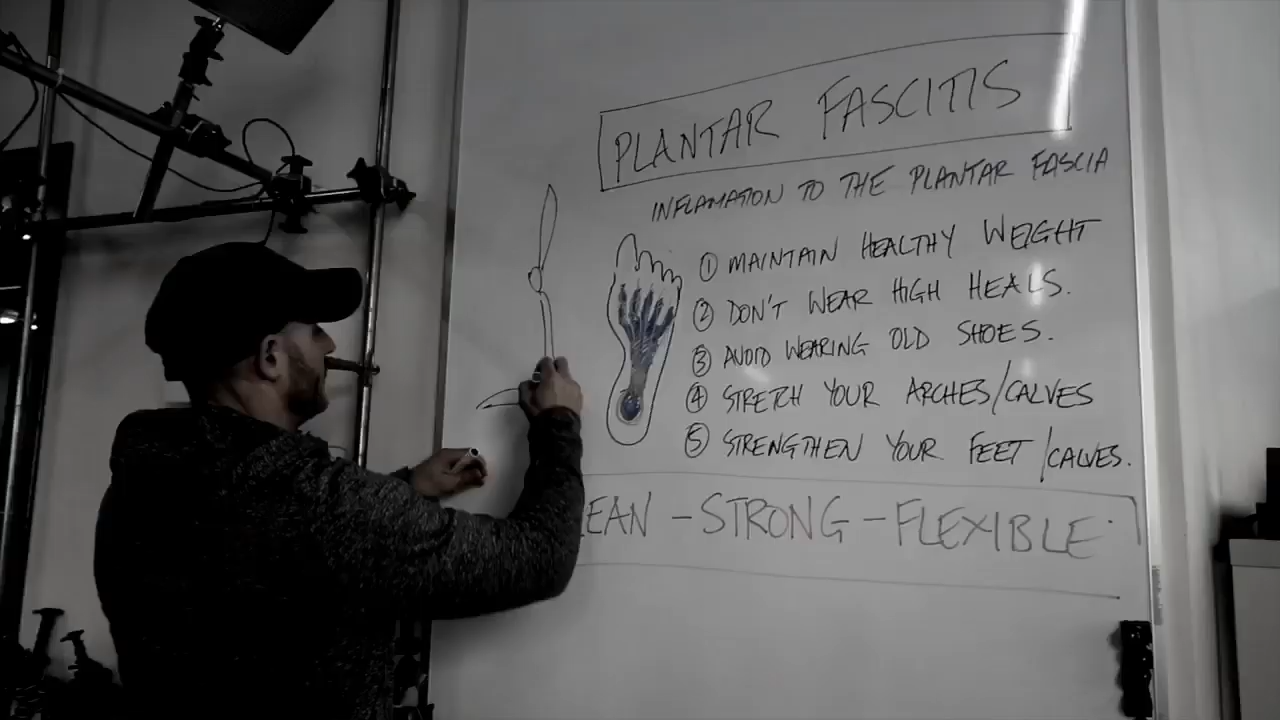 PLANTAR FASCITIS
INFLAMATION TO THE PLANTAR FASCIA
① MAINTAIN HEALTHY WEIGHT
② DON'T WEAR HIGH HEALS.
③ AVOID WEARING OLD SHOES.
④ STRETCH YOUR ARCHES/CALVES
⑤ STRENGTHEN YOUR FEET/CALVES.
EAN - STRONG - FLEXIBLE